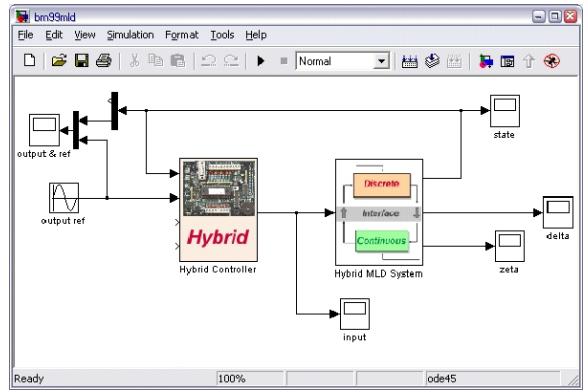 bm99mld
File Edit View Simulation Format Tools Help
Normal
state
output & ref
output ref
Hybrid
Hybrid Controller
Discrete
Interface
Continuous
Hybrid MLD System
delta
zeta
input
Ready 100% ode45